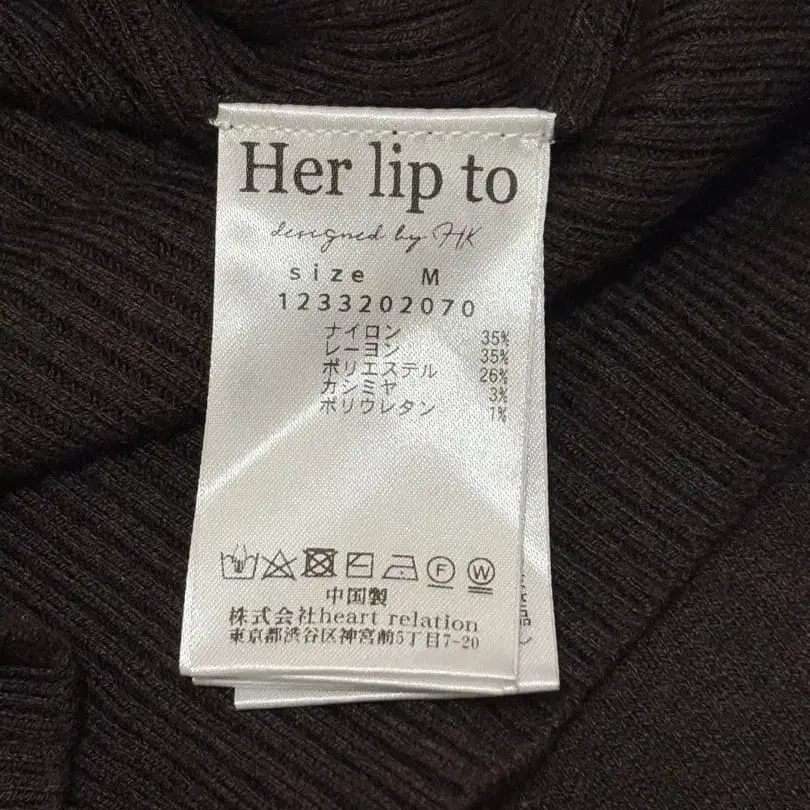 Her lip to
designed by HK
size M
1233202070
ナイロン 35%
レーヨン 35%
ポリエステル 26%
カシミヤ 3%
ポリウレタン 1%
F W
中国製
株式会社heart relation
東京都渋谷区神宮前5丁目7-20